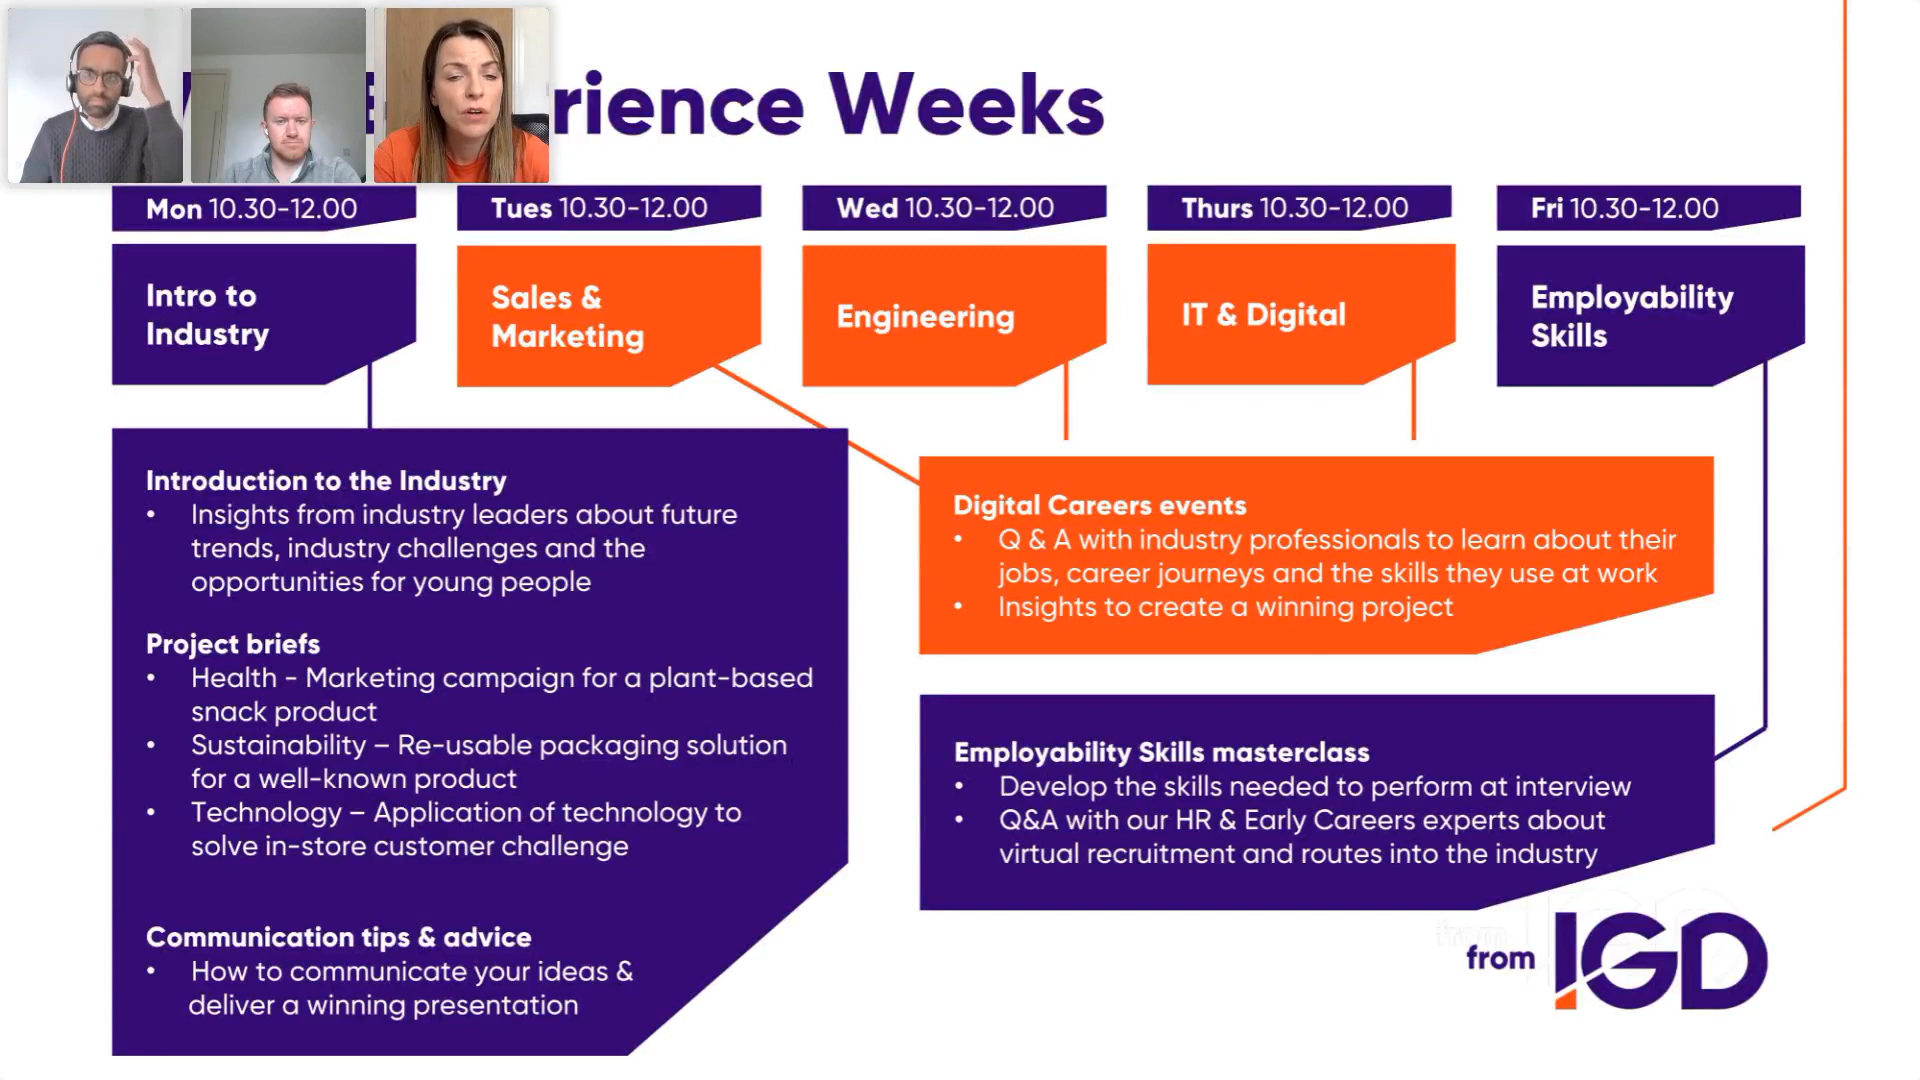 rience Weeks
Mon 10.30-12.00
Tues 10.30-12.00
Wed 10.30-12.00
Thurs 10.30-12.00
Fri 10.30-12.00
Intro to
Industry
Sales &
Marketing
Engineering
IT & Digital
Employability
Skills
Introduction to the Industry
• Insights from industry leaders about future
trends, industry challenges and the
opportunities for young people
Project briefs
• Health - Marketing campaign for a plant-based
snack product
• Sustainability – Re-usable packaging solution
for a well-known product
• Technology – Application of technology to
solve in-store customer challenge
Communication tips & advice
• How to communicate your ideas &
deliver a winning presentation
Digital Careers events
• Q & A with industry professionals to learn about their
jobs, career journeys and the skills they use at work
• Insights to create a winning project
Employability Skills masterclass
• Develop the skills needed to perform at interview
• Q&A with our HR & Early Careers experts about
virtual recruitment and routes into the industry
from IGD